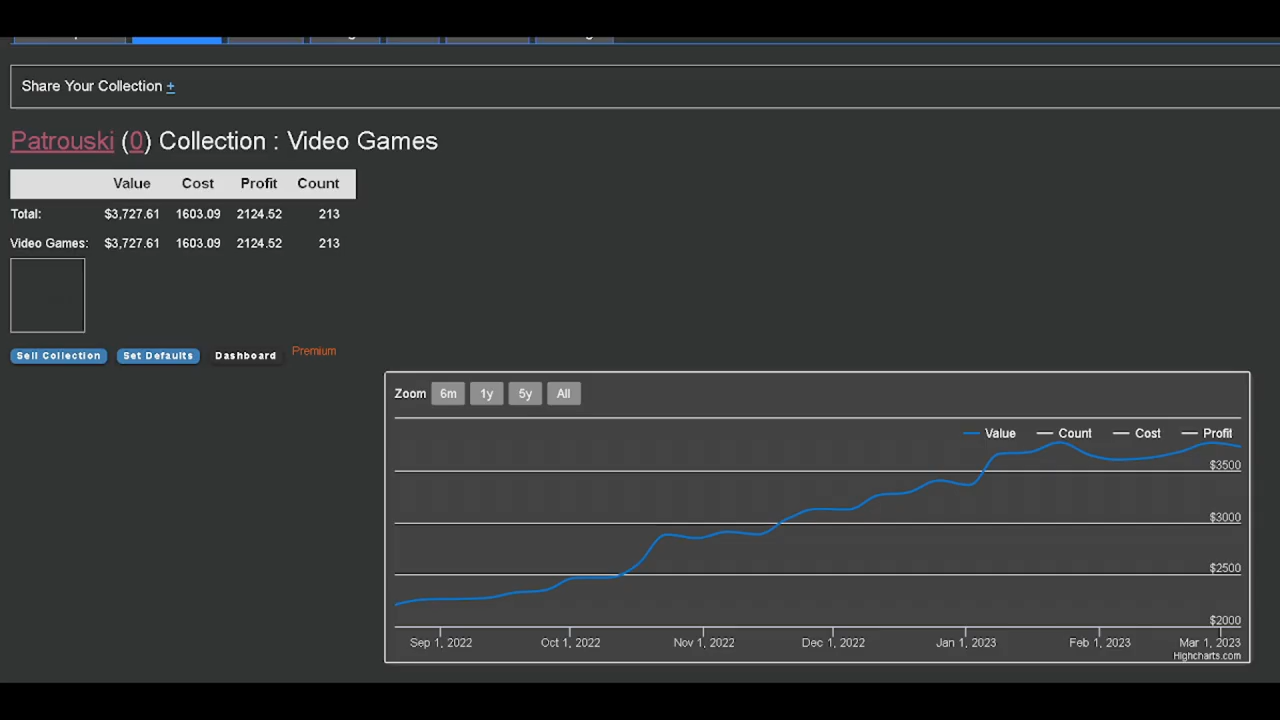 Share Your Collection +
Patrouski (0) Collection : Video Games
Value Cost Profit Count
Total: $3,727.61 1603.09 2124.52 213
Video Games: $3,727.61 1603.09 2124.52 213
Sell Collection Set Defaults Dashboard Premium
Zoom 6m 1y 5y All
Value Count Cost Profit
$3500
$3000
$2500
$2000
Sep 1, 2022 Oct 1, 2022 Nov 1, 2022 Dec 1, 2022 Jan 1, 2023 Feb 1, 2023 Mar 1, 2023
Highcharts.com